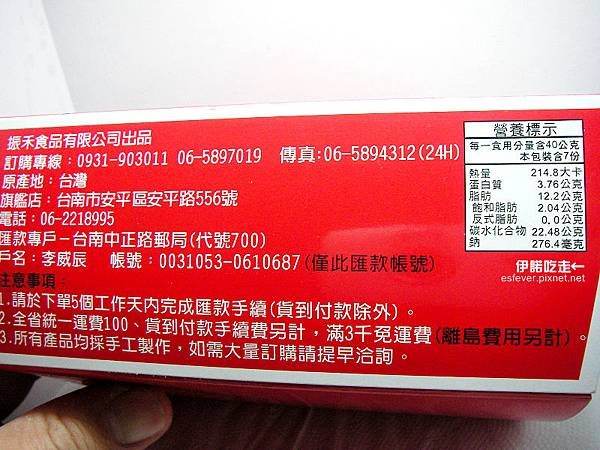 振禾食品有限公司出品
訂購專線：0931-903011 06-5897019 傳真:06-5894312(24H)
原產地：台灣
旗艦店：台南市安平區安平路556號
電話：06-2218995
匯款專戶－台南中正路郵局(代號700)
戶名：李威辰 帳號：0031053-0610687(僅此匯款帳號)
注意事項：
1.請於下單5個工作天內完成匯款手續(貨到付款除外)。
2.全省統一運費100、貨到付款手續費另計，滿3千免運費(離島費用另計)。
3.所有產品均採手工製作，如需大量訂購請提早洽詢。
營養標示
每一食用分量含40公克
本包裝含7份
熱量 214.8大卡
蛋白質 3.76公克
脂肪 12.2公克
飽和脂肪 2.04公克
反式脂肪 0.0公克
碳水化合物 22.48公克
鈉 276.4毫克
伊諾吃走←
esfever.pixnet.net